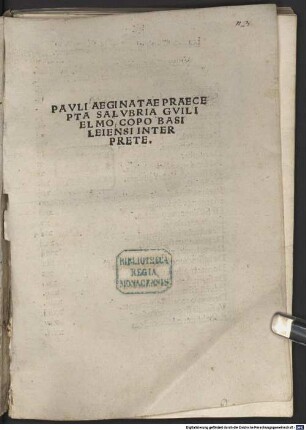 PAVLI AEGINATAE PRAECE
PTA SALVBRIA GVILI
ELMO, COPO BASI
LEIENSI INTER
PRETE.
BIBLIOTHECA
REGIA
MONACENSIS